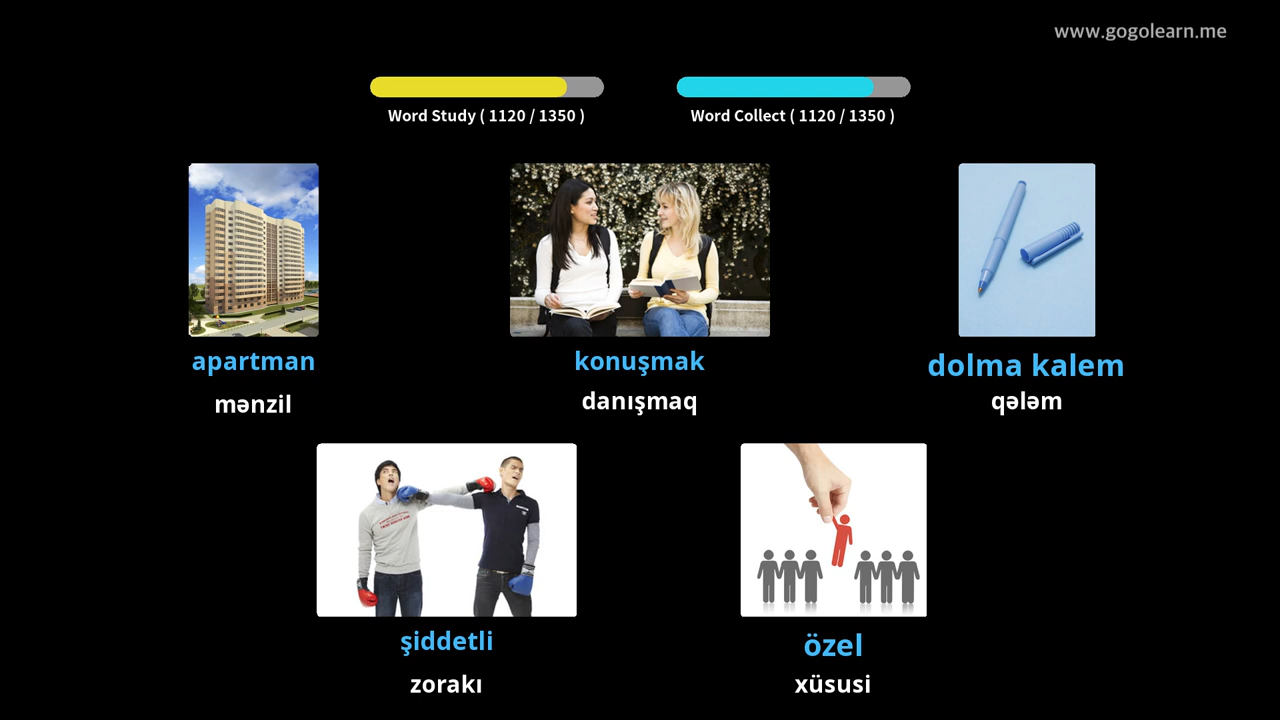 www.gogolearn.me
Word Study ( 1120 / 1350 )
Word Collect ( 1120 / 1350 )
apartman
mənzil
konuşmak
danışmaq
dolma kalem
qələm
şiddetli
zorakı
özel
xüsusi